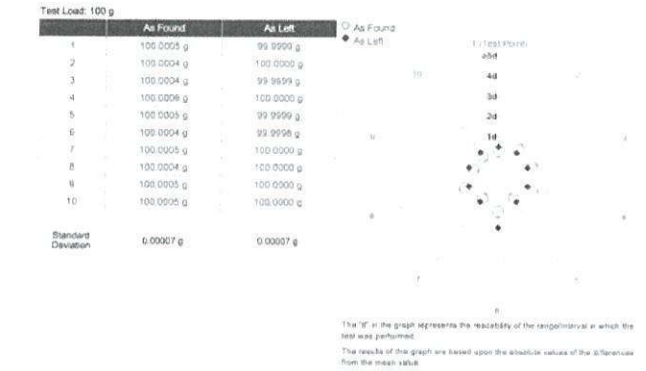 Test Load: 100 g
As Found As Left
1 100.0005 g 99.9999 g
2 100.0004 g 100.0000 g
3 100.0004 g 99.9999 g
4 100.0006 g 100.0000 g
5 100.0005 g 99.9999 g
6 100.0004 g 99.9998 g
7 100.0005 g 100.0000 g
8 100.0004 g 100.0000 g
9 100.0005 g 100.0000 g
10 100.0005 g 100.0000 g
Standard
Deviation
0.00007 g 0.00007 g
As Found
As Left
4d
3d
2d
1d
10
The "d" in the graph represents the readability of the range/interval in which the
test was performed.
The results of this graph are based upon the absolute values of the differences
from the mean value